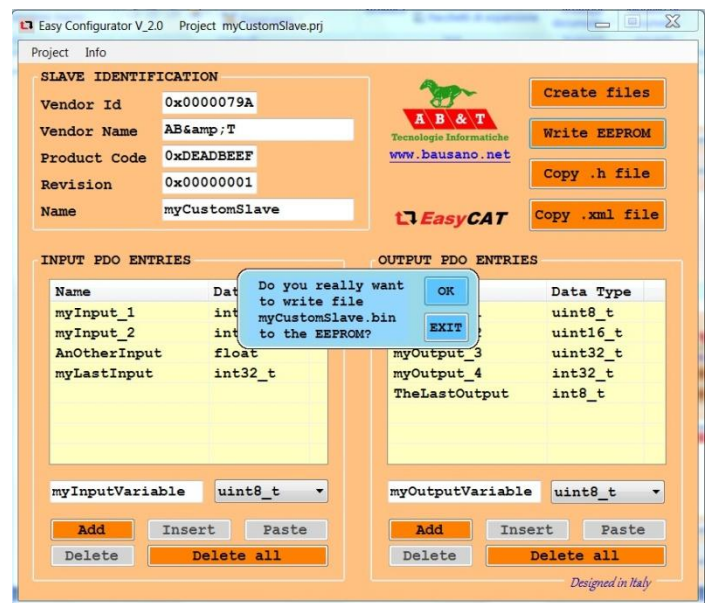 Easy Configurator V_2.0 Project myCustomSlave.prj
Project Info
SLAVE IDENTIFICATION
Vendor Id 0x0000079A
Vendor Name AB&amp;T
Product Code 0xDEADBEEF
Revision 0x00000001
Name myCustomSlave
A B & T
Tecnologie Informatiche
www.bausano.net
EasyCAT
Create files
Write EEPROM
Copy .h file
Copy .xml file
INPUT PDO ENTRIES
Name Dat
myInput_1 int
myInput_2 int
AnOtherInput float
myLastInput int32_t
myInputVariable uint8_t
Add Insert Paste
Delete Delete all
Do you really want
to write file
myCustomSlave.bin
to the EEPROM?
OK
EXIT
OUTPUT PDO ENTRIES
Data Type
uint8_t
uint16_t
myOutput_3 uint32_t
myOutput_4 int32_t
TheLastOutput int8_t
myOutputVariable uint8_t
Add Insert Paste
Delete Delete all
Designed in Italy